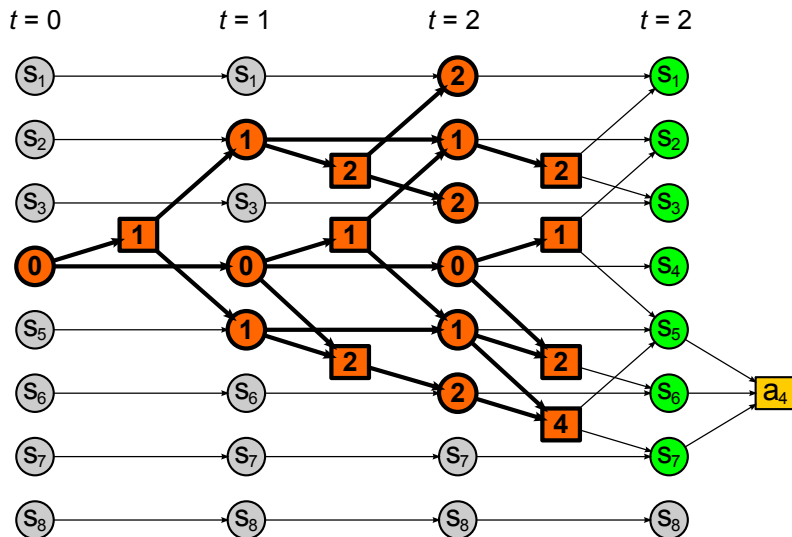 t = 0 t = 1 t = 2 t = 2
s1 s1 2 s1
s2 1 1 s2
2 2
s3 s3 2 s3
1 1 1
0 0 0 s4
s5 1 1 s5
2 2
s6 s6 2 s6 a4
4
s7 s7 s7 s7
s8 s8 s8 s8